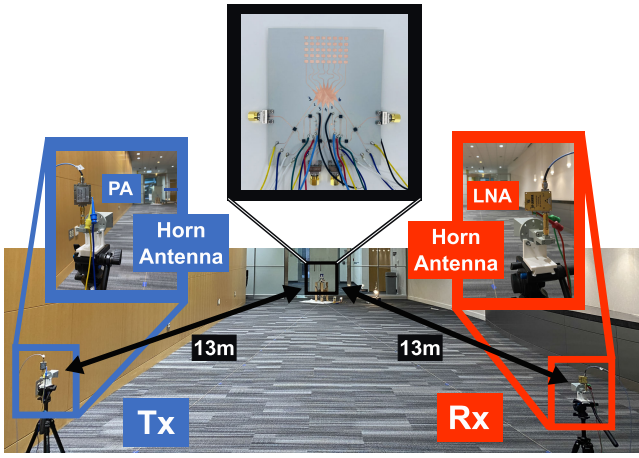 PA
Horn
Antenna
LNA
Horn
Antenna
13m
13m
Tx
Rx